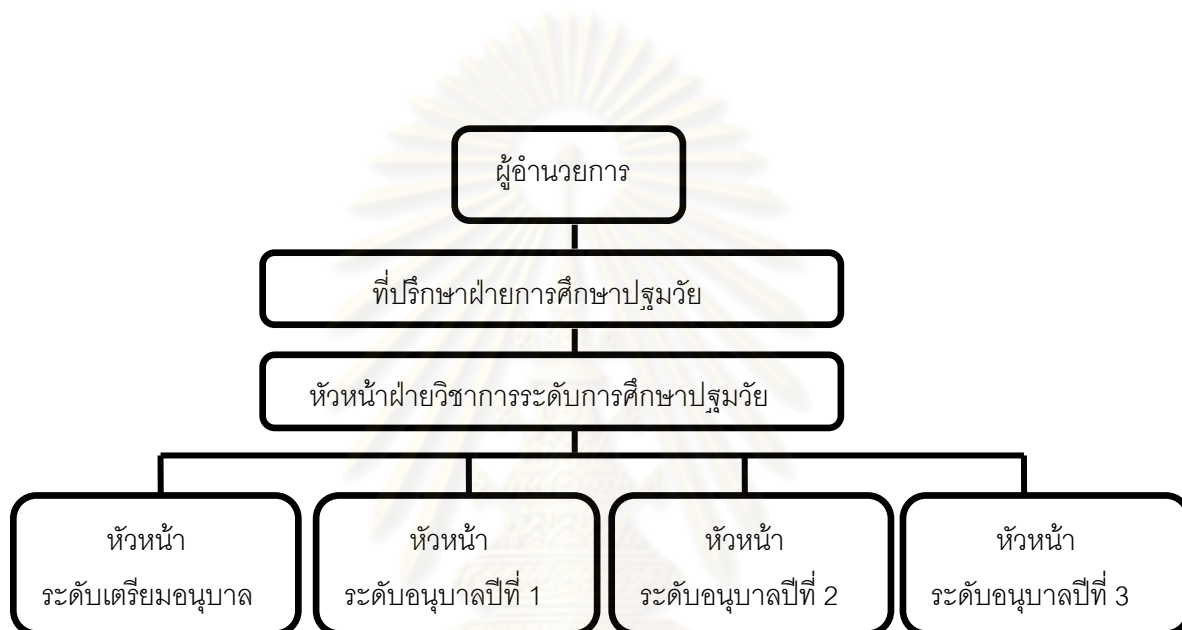 ผู้อำนวยการ
ที่ปรึกษาฝ่ายการศึกษาปฐมวัย
หัวหน้าฝ่ายวิชาการระดับการศึกษาปฐมวัย
หัวหน้า
ระดับเตรียมอนุบาล
หัวหน้า
ระดับอนุบาลปีที่ 1
หัวหน้า
ระดับอนุบาลปีที่ 2
หัวหน้า
ระดับอนุบาลปีที่ 3